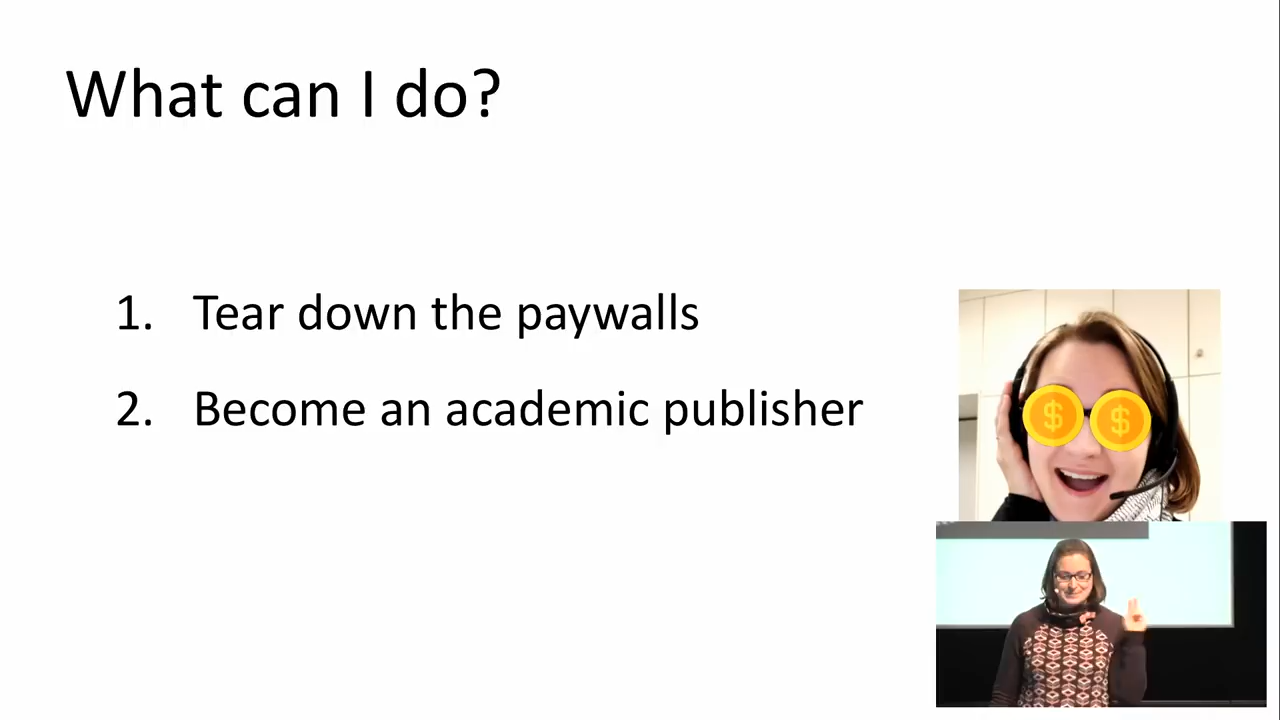 What can I do?
1. Tear down the paywalls
2. Become an academic publisher
$ $